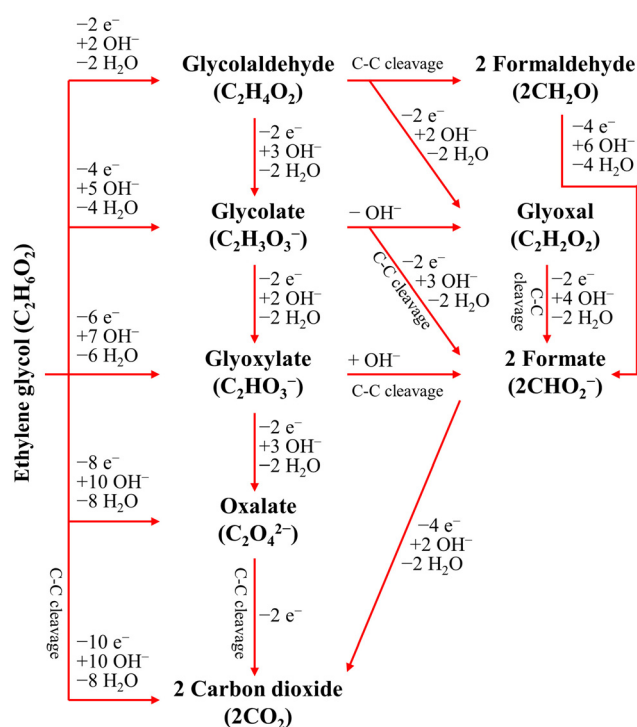 −2 e⁻
+2 OH⁻
−2 H₂O
Glycolaldehyde
(C₂H₄O₂)
C-C cleavage
2 Formaldehyde
(2CH₂O)
−2 e⁻
+3 OH⁻
−2 H₂O
−2 e⁻
+2 OH⁻
−2 H₂O
−4 e⁻
+6 OH⁻
−4 H₂O
−4 e⁻
+5 OH⁻
−4 H₂O
Glycolate
(C₂H₃O₃⁻)
− OH⁻
Glyoxal
(C₂H₂O₂)
−2 e⁻
+2 OH⁻
−2 H₂O
C-C cleavage
−2 e⁻
+3 OH⁻
−2 H₂O
C-C
cleavage
−2 e⁻
+4 OH⁻
−2 H₂O
Ethylene glycol (C₂H₆O₂)
−6 e⁻
+7 OH⁻
−6 H₂O
Glyoxylate
(C₂HO₃⁻)
+ OH⁻
C-C cleavage
2 Formate
(2CHO₂⁻)
−2 e⁻
+3 OH⁻
−2 H₂O
−8 e⁻
+10 OH⁻
−8 H₂O
Oxalate
(C₂O₄²⁻)
−4 e⁻
+2 OH⁻
−2 H₂O
C-C cleavage
C-C cleavage
−2 e⁻
−10 e⁻
+10 OH⁻
−8 H₂O
2 Carbon dioxide
(2CO₂)